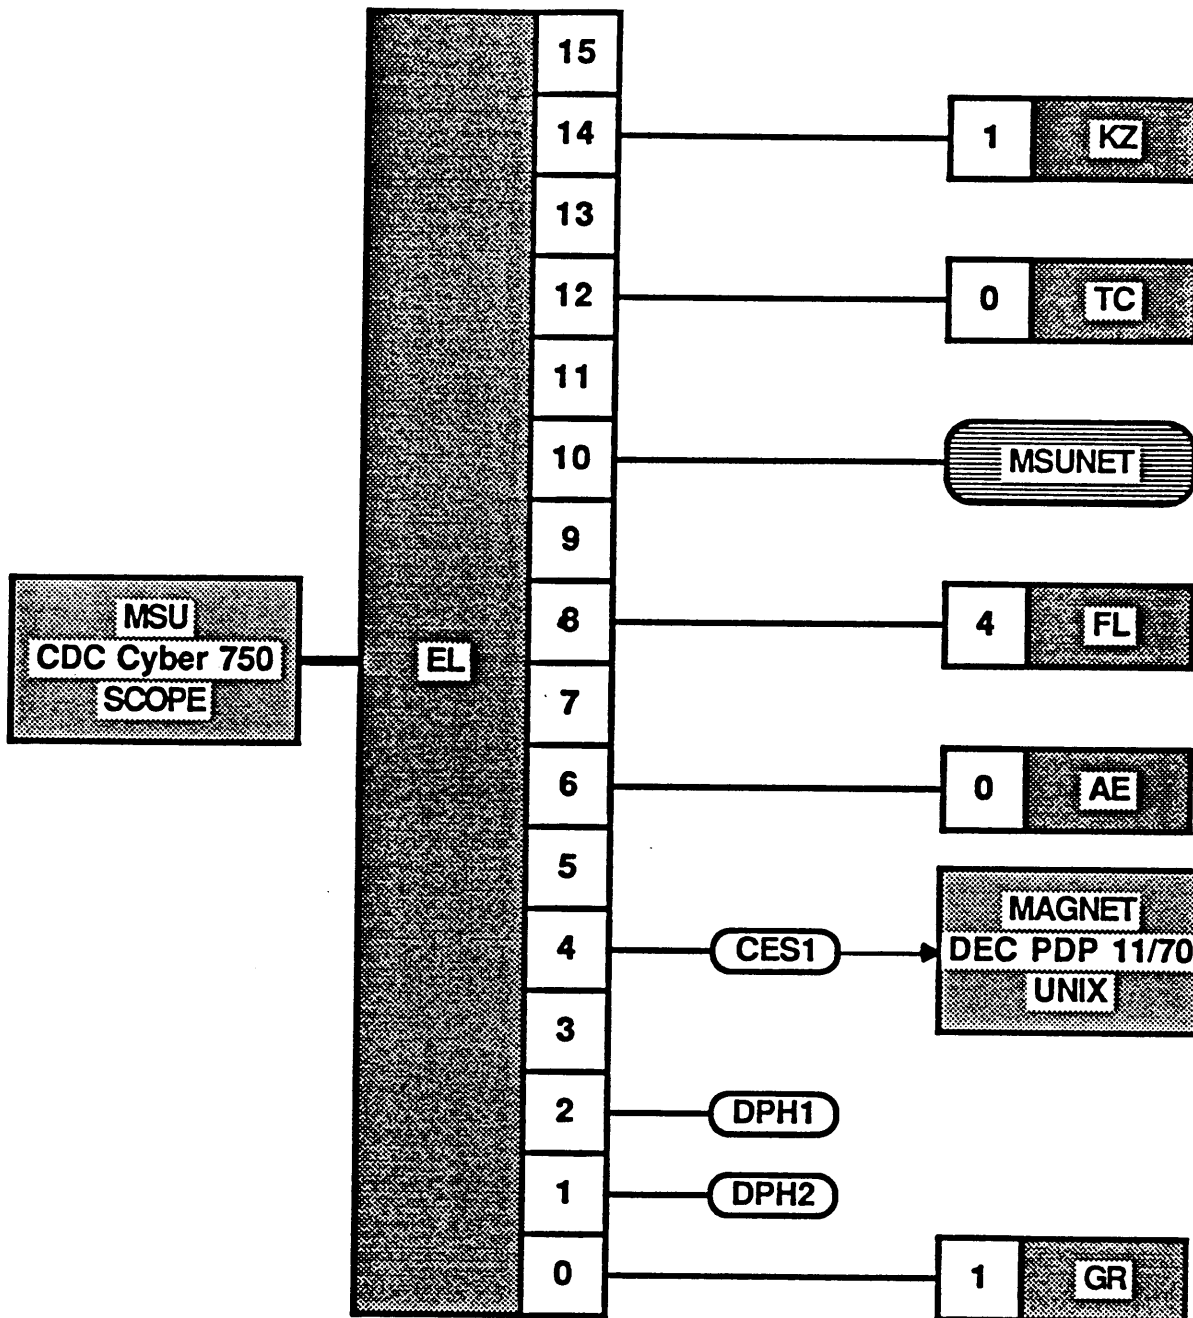 15
14
1 KZ
13
12
0 TC
11
10
MSUNET
9
8
4 FL
MSU
CDC Cyber 750
SCOPE
EL
7
6
0 AE
5
4
CES1
MAGNET
DEC PDP 11/70
UNIX
3
2
DPH1
1
DPH2
0
1 GR